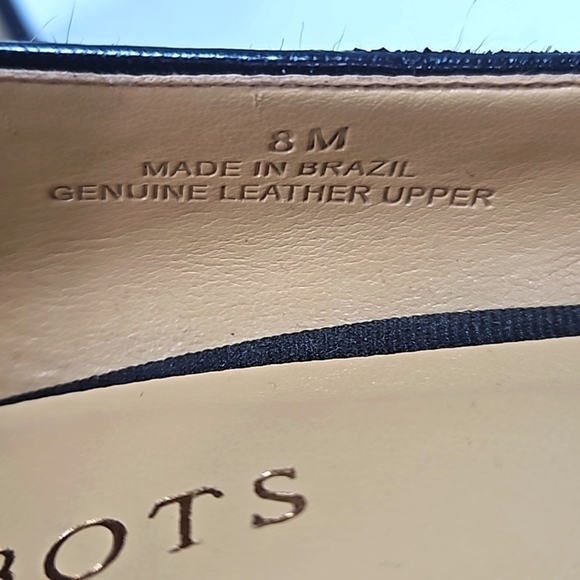 8 M
MADE IN BRAZIL
GENUINE LEATHER UPPER
BOTS